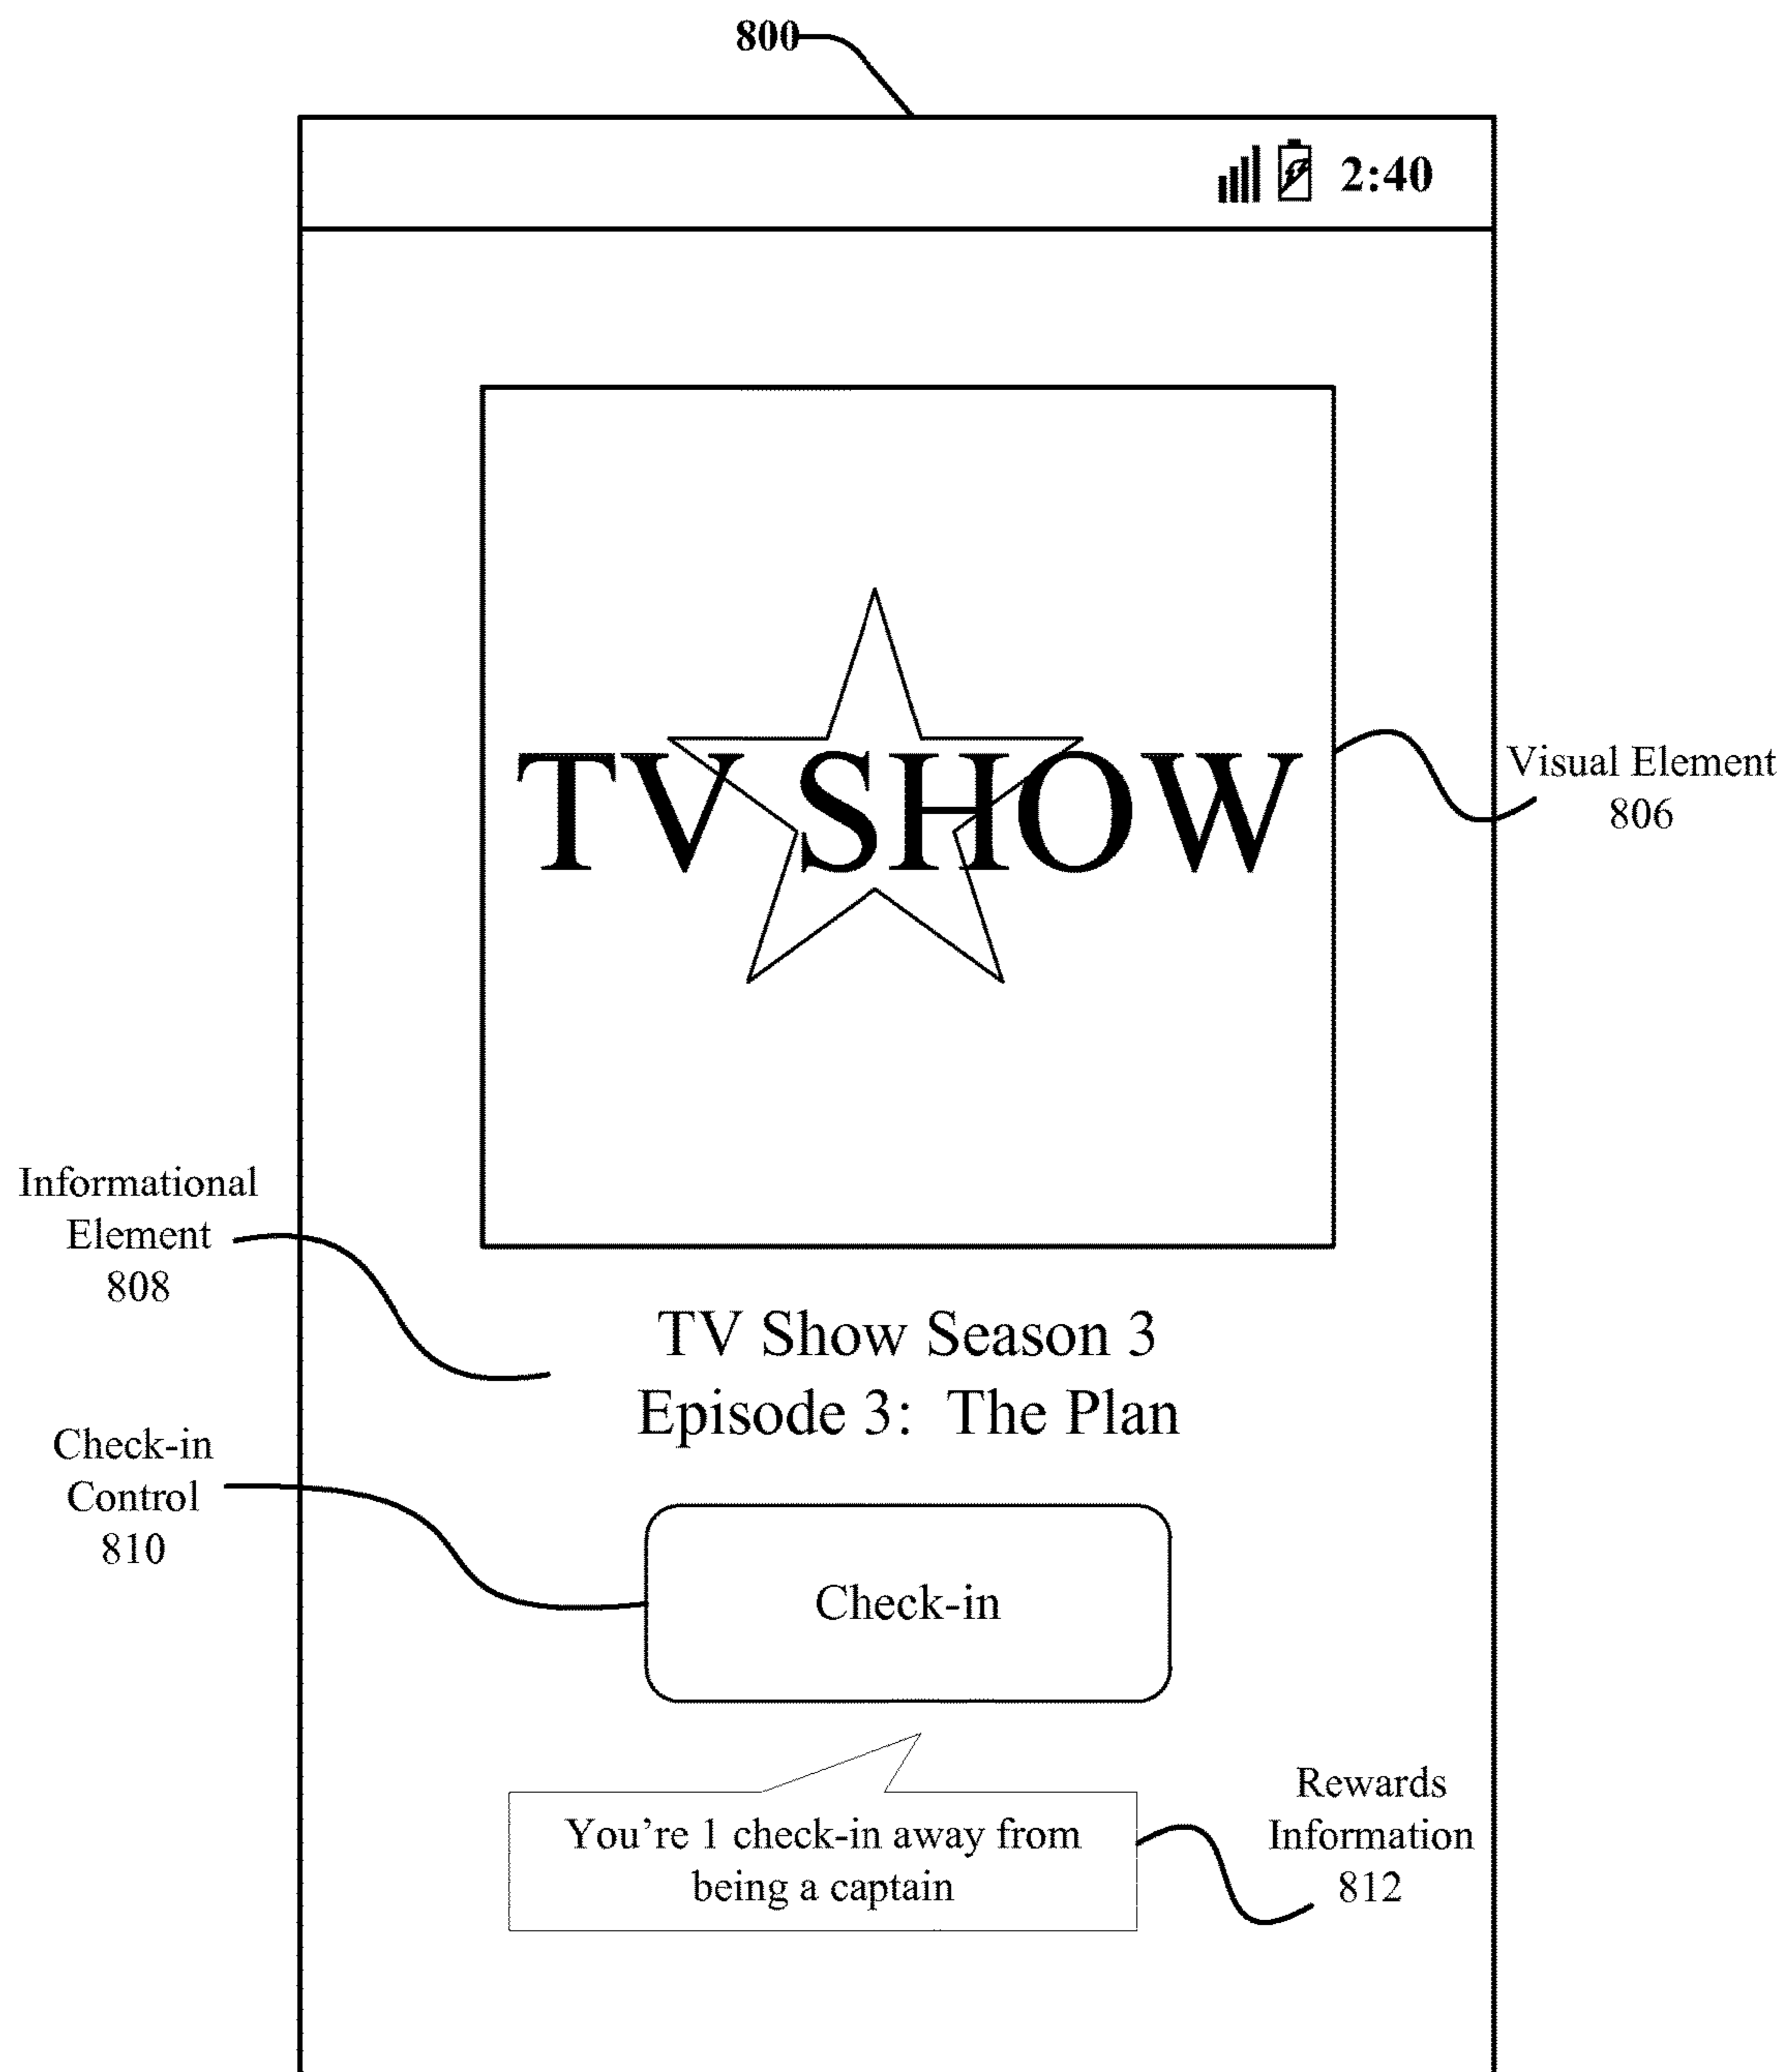 800
2:40
TV SHOW
Visual Element
806
Informational
Element
808
TV Show Season 3
Episode 3: The Plan
Check-in
Control
810
Check-in
You're 1 check-in away from
being a captain
Rewards
Information
812